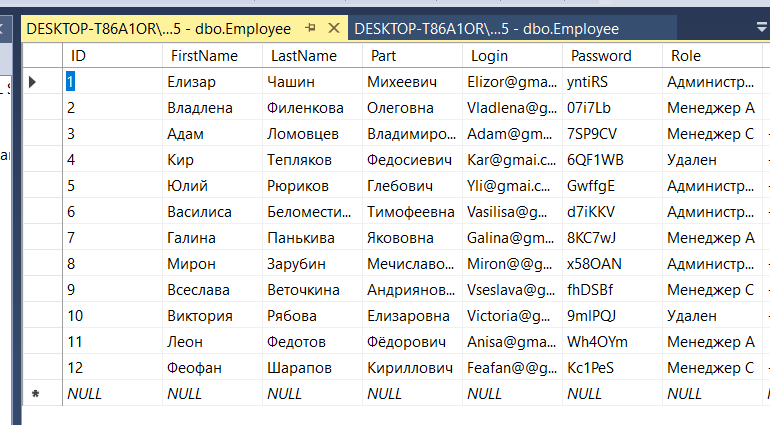 DESKTOP-T86A1OR\...5 - dbo.Employee DESKTOP-T86A1OR\...5 - dbo.Employee
ID FirstName LastName Part Login Password Role
1 Елизар Чашин Михеевич Elizor@gma... yntiRS Администр...
2 Владлена Филенкова Олеговна Vladlena@g... 07i7Lb Менеджер А
3 Адам Ломовцев Владимиро... Adam@gm... 7SP9CV Менеджер С
4 Кир Тепляков Федосиевич Kar@gmai.c... 6QF1WB Удален
5 Юлий Рюриков Глебович Yli@gmai.com... GwffgE Администр...
6 Василиса Беломести... Тимофеевна Vasilisa@g... d7iKKV Администр...
7 Галина Панькива Якововна Galina@gm... 8KC7wJ Менеджер А
8 Мирон Зарубин Мечиславо... Miron@@g... x58OAN Администр...
9 Всеслава Веточкина Андриянов... Vseslava@... fhDSBf Менеджер С
10 Виктория Рябова Елизаровна Victoria@g... 9mlPQJ Удален
11 Леон Федотов Фёдорович Anisa@gma... Wh4OYm Менеджер А
12 Феофан Шарапов Кириллович Feafan@@g... Kc1PeS Менеджер С
NULL NULL NULL NULL NULL NULL NULL